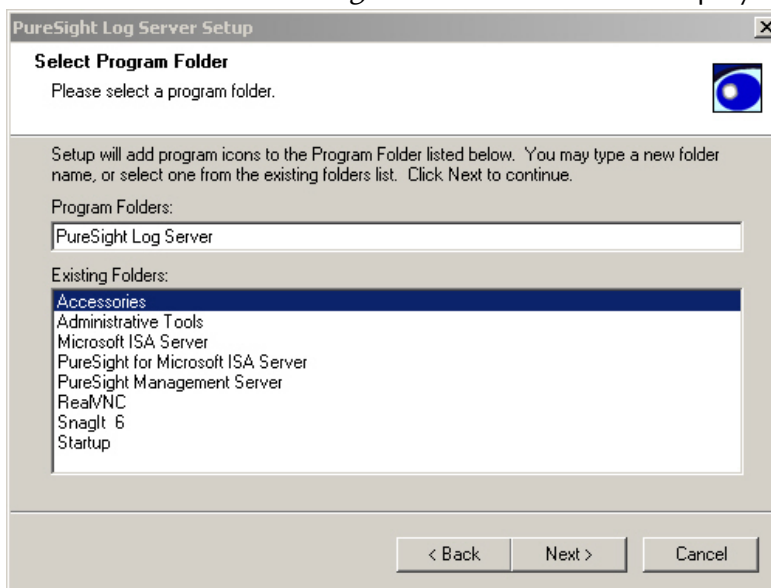 PureSight Log Server Setup
Select Program Folder
Please select a program folder.
Setup will add program icons to the Program Folder listed below. You may type a new folder
name, or select one from the existing folders list. Click Next to continue.
Program Folders:
PureSight Log Server
Existing Folders:
Accessories
Administrative Tools
Microsoft ISA Server
PureSight for Microsoft ISA Server
PureSight Management Server
RealVNC
SnagIt 6
Startup
< Back Next > Cancel